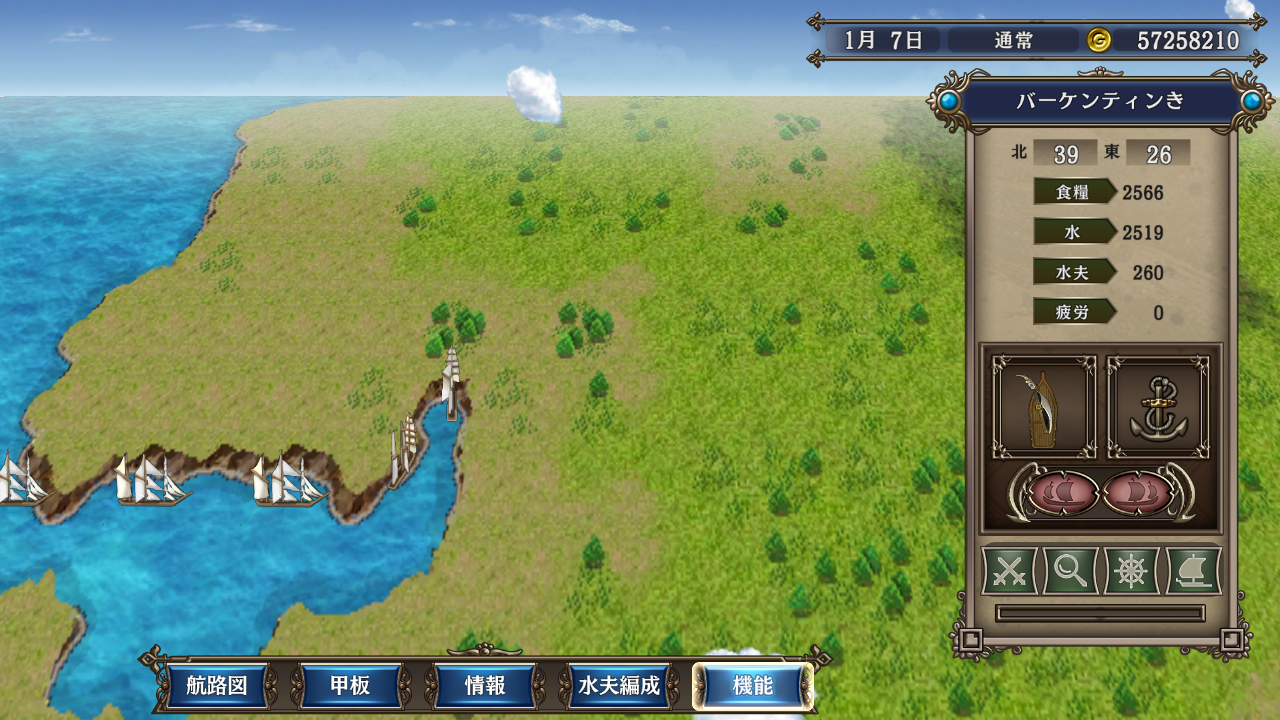 1月 7日 通常 G 57258210
バーケンティンき
北 39 東 26
食糧 2566
水 2519
水夫 260
疲労 0
航路図 甲板 情報 水夫編成 機能